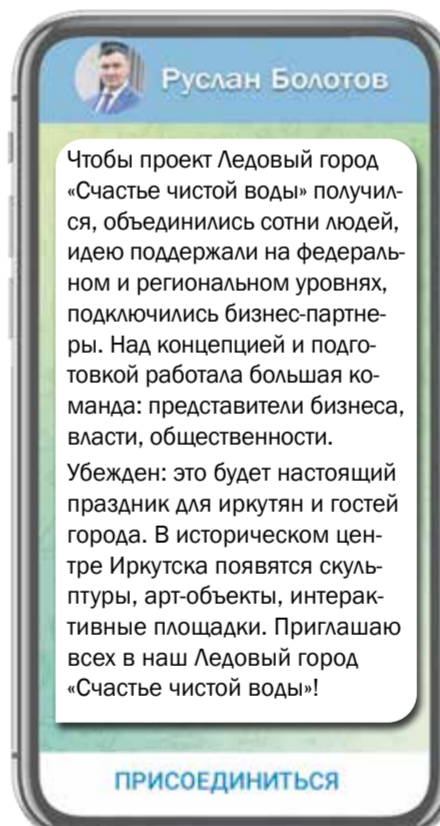 Руслан Болотов
Чтобы проект Ледовый город
«Счастье чистой воды» получил-
ся, объединились сотни людей,
идею поддержали на федераль-
ном и региональном уровнях,
подключились бизнес-партне-
ры. Над концепцией и подго-
товкой работала большая ко-
манда: представители бизнеса,
власти, общественности.
Убежден: это будет настоящий
праздник для иркутян и гостей
города. В историческом цен-
тре Иркутска появятся скуль-
птуры, арт-объекты, интерак-
тивные площадки. Приглашаю
всех в наш Ледовый город
«Счастье чистой воды»!
ПРИСОЕДИНИТЬСЯ